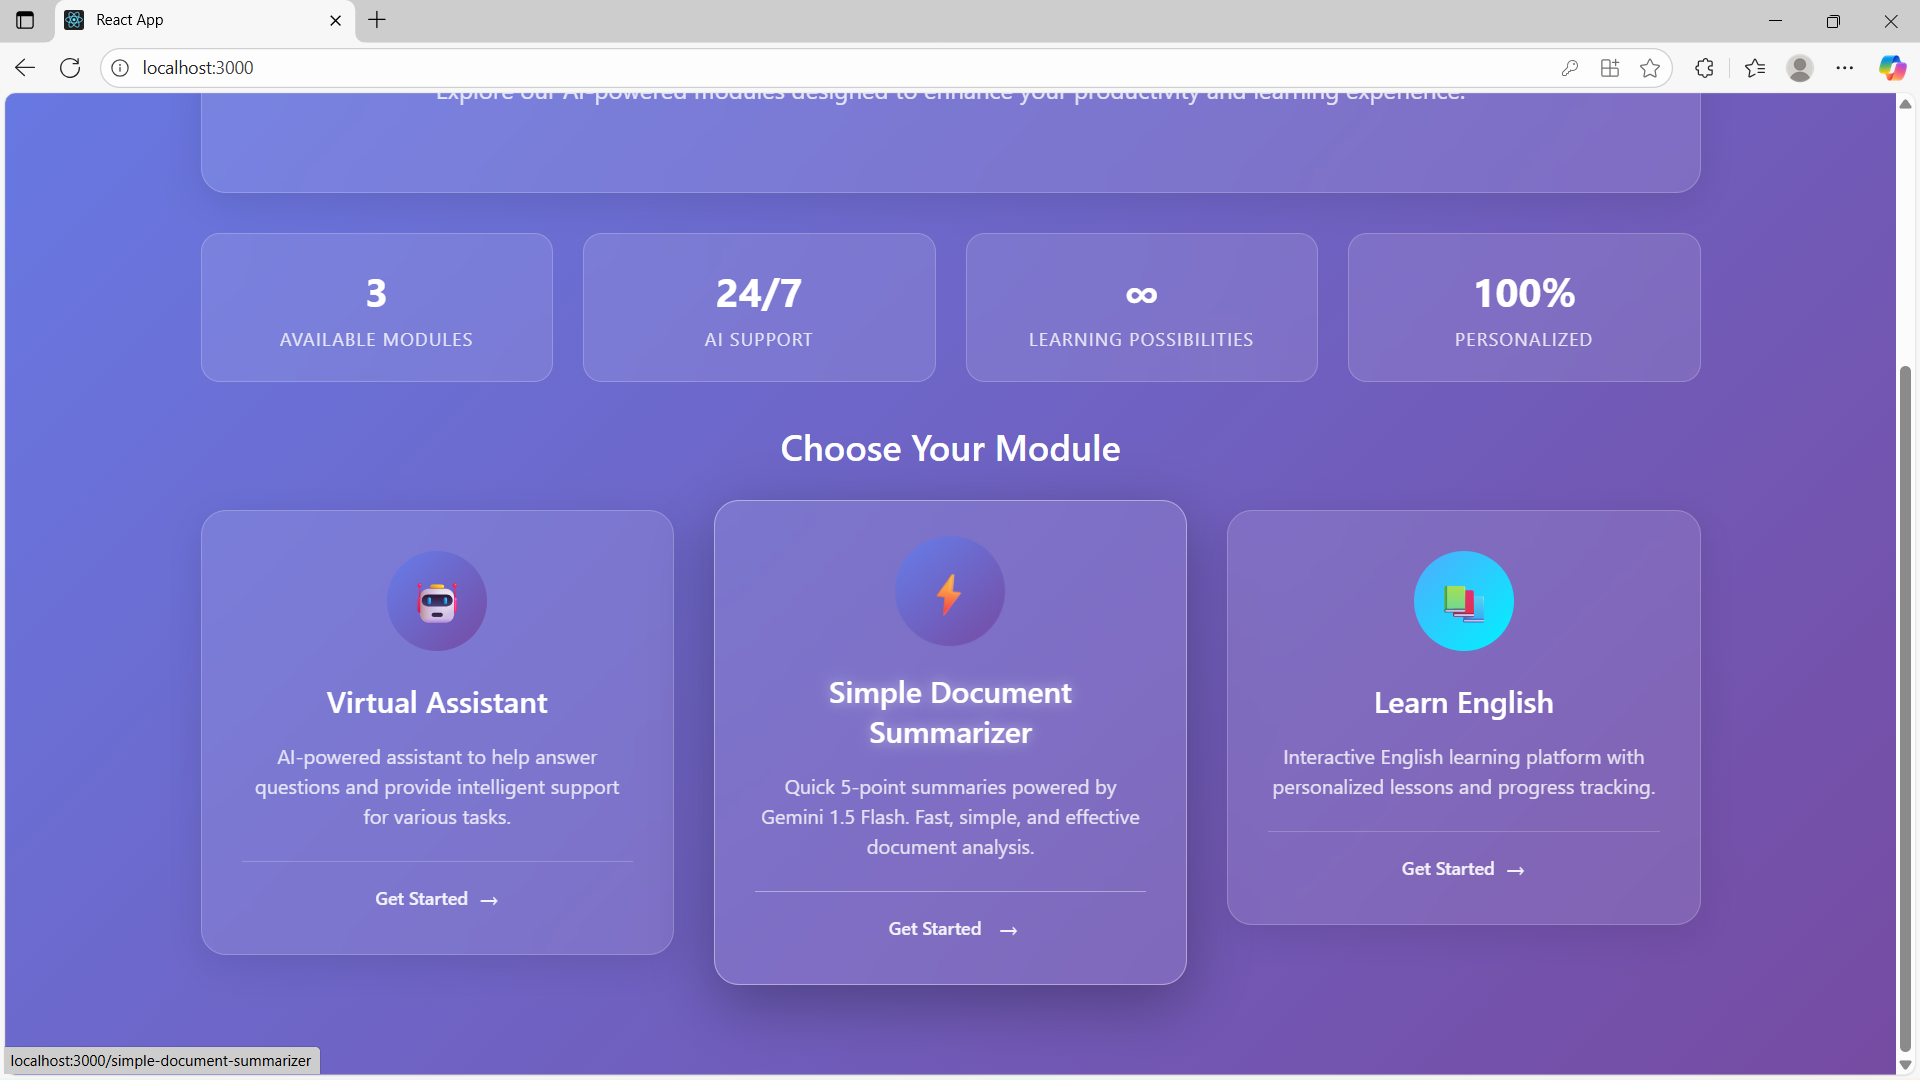 React App
localhost:3000
Explore our AI-powered modules designed to enhance your productivity and learning experience.
3
AVAILABLE MODULES
24/7
AI SUPPORT
∞
LEARNING POSSIBILITIES
100%
PERSONALIZED
Choose Your Module
Virtual Assistant
AI-powered assistant to help answer
questions and provide intelligent support
for various tasks.
Get Started →
Simple Document
Summarizer
Quick 5-point summaries powered by
Gemini 1.5 Flash. Fast, simple, and effective
document analysis.
Get Started →
Learn English
Interactive English learning platform with
personalized lessons and progress tracking.
Get Started →
localhost:3000/simple-document-summarizer